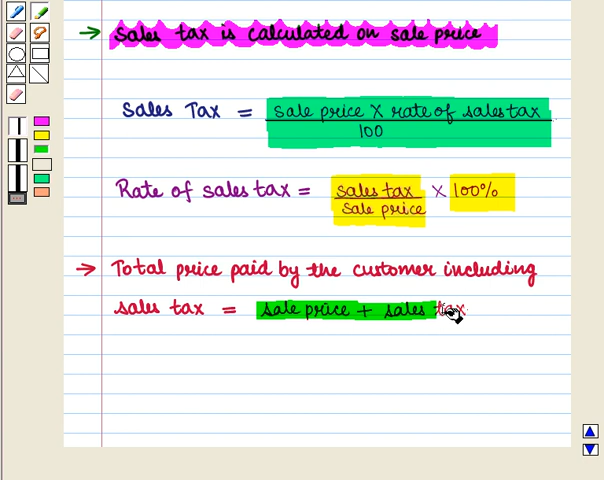 → Sales tax is calculated on sale price
Sales Tax = sale price X rate of sales tax
100
Rate of sales tax = sales tax × 100%
sale price
→ Total price paid by the customer including
sales tax = sale price + sales tax